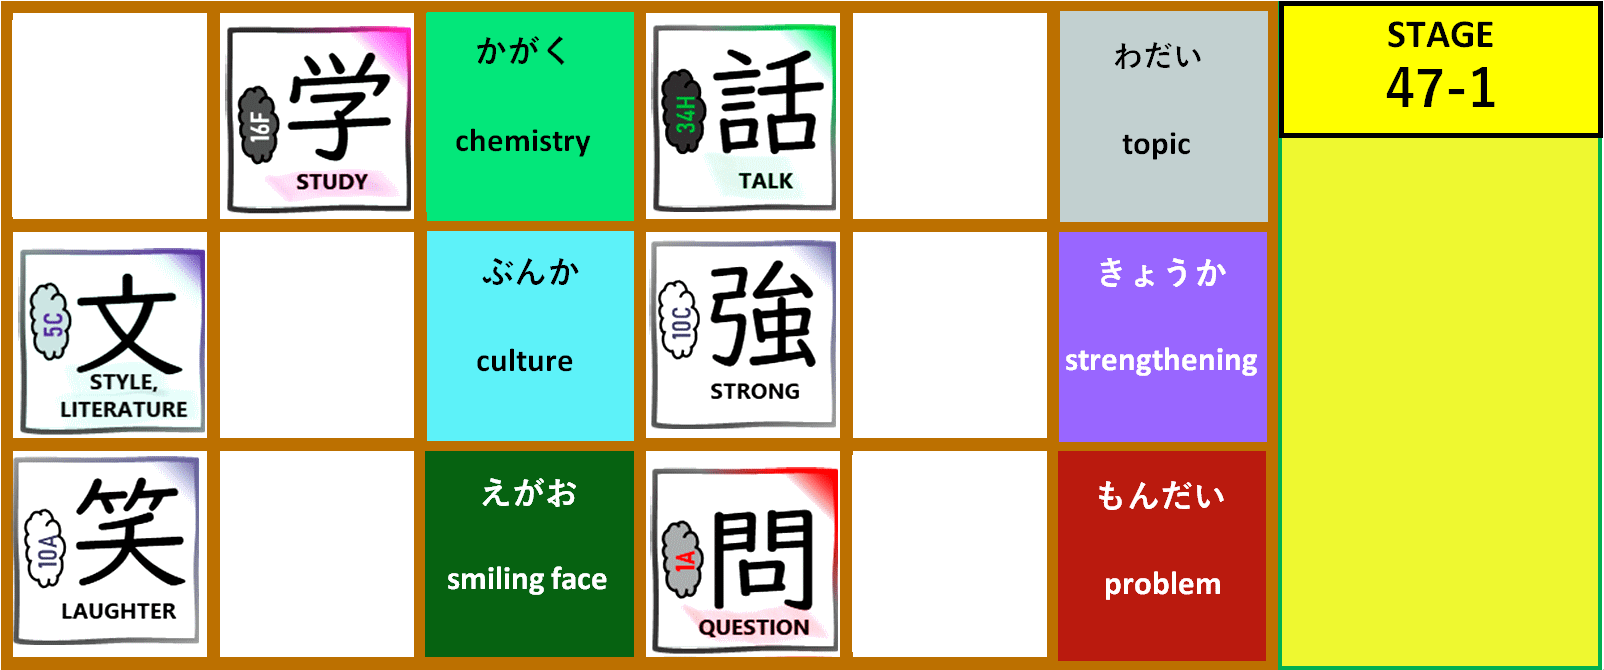 学
16F
STUDY
かがく
chemistry
話
34H
TALK
わだい
topic
STAGE
47-1
文
5C
STYLE,
LITERATURE
ぶんか
culture
強
10C
STRONG
きょうか
strengthening
笑
10A
LAUGHTER
えがお
smiling face
問
1A
QUESTION
もんだい
problem